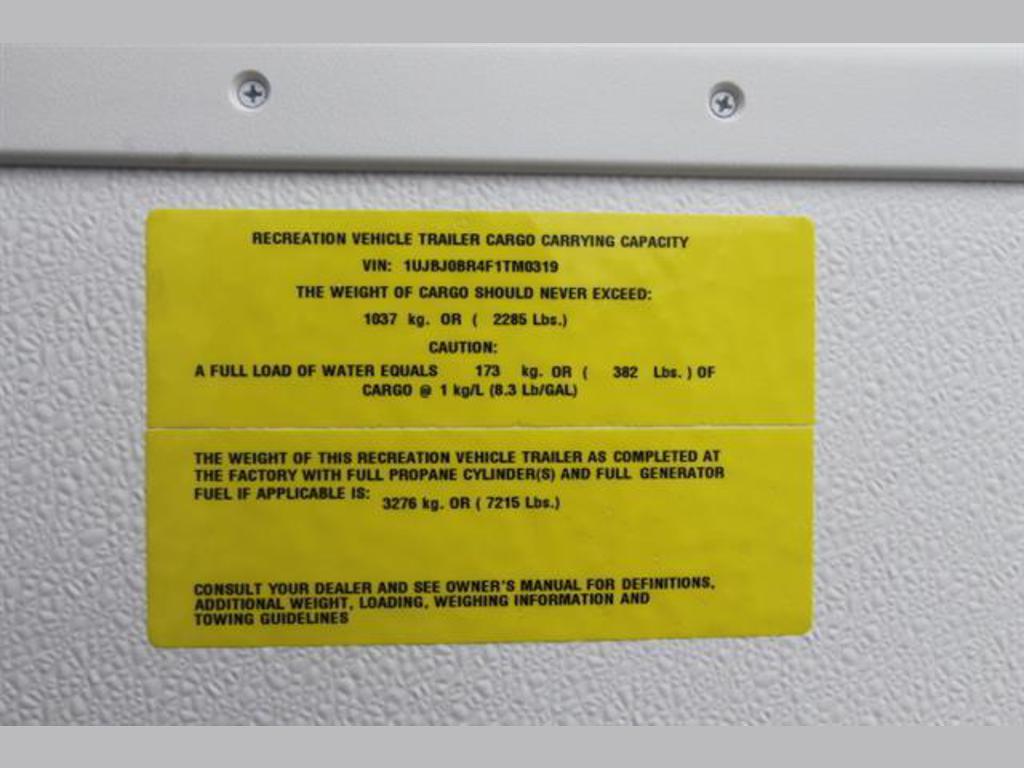 RECREATION VEHICLE TRAILER CARGO CARRYING CAPACITY
VIN: 1UJBJ0BR4F1TM0319
THE WEIGHT OF CARGO SHOULD NEVER EXCEED:
1037 kg. OR ( 2285 Lbs.)
CAUTION:
A FULL LOAD OF WATER EQUALS 173 kg. OR ( 382 Lbs. ) OF
CARGO @ 1 kg/L (8.3 Lb/GAL)
THE WEIGHT OF THIS RECREATION VEHICLE TRAILER AS COMPLETED AT
THE FACTORY WITH FULL PROPANE CYLINDER(S) AND FULL GENERATOR
FUEL IF APPLICABLE IS:
3276 kg. OR ( 7215 Lbs.)
CONSULT YOUR DEALER AND SEE OWNER'S MANUAL FOR DEFINITIONS,
ADDITIONAL WEIGHT, LOADING, WEIGHING INFORMATION AND
TOWING GUIDELINES